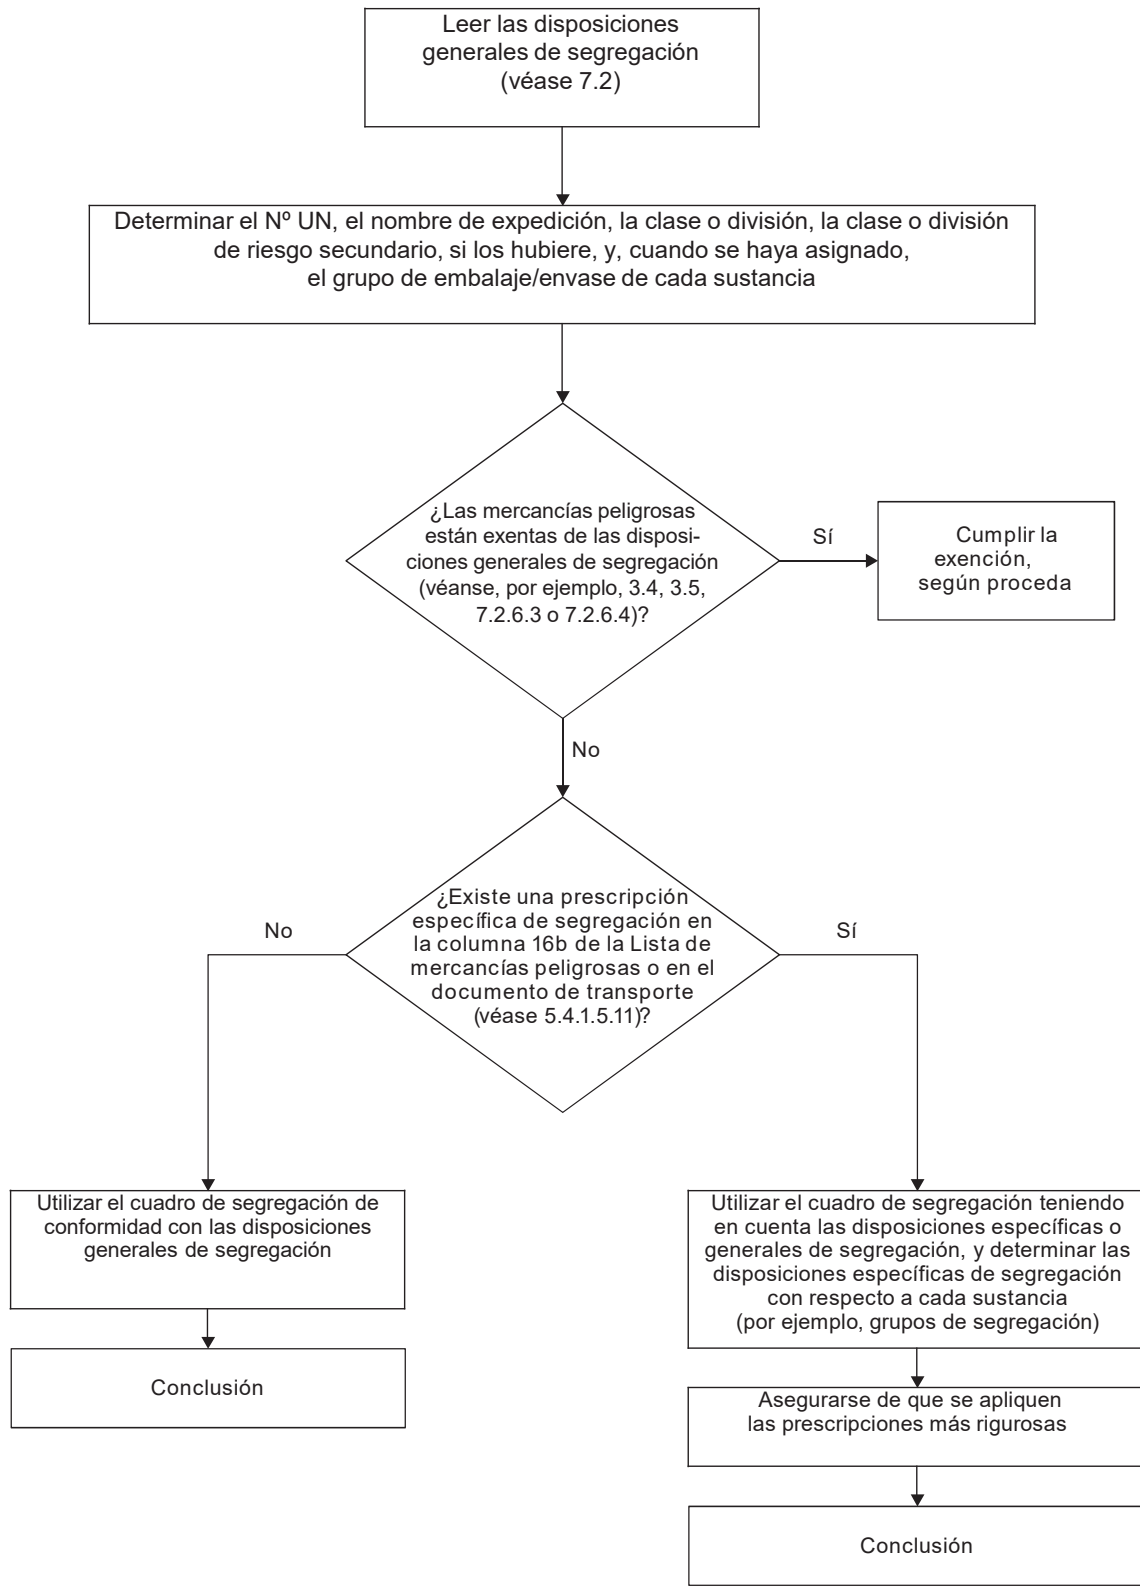 Leer las disposiciones
generales de segregación
(véase 7.2)
Determinar el Nº UN, el nombre de expedición, la clase o división, la clase o división
de riesgo secundario, si los hubiere, y, cuando se haya asignado,
el grupo de embalaje/envase de cada sustancia
¿Las mercancías peligrosas
están exentas de las disposi-
ciones generales de segregación
(véanse, por ejemplo, 3.4, 3.5,
7.2.6.3 o 7.2.6.4)?
Sí
Cumplir la
exención,
según proceda
No
¿Existe una prescripción
específica de segregación en
la columna 16b de la Lista de
mercancías peligrosas o en el
documento de transporte
(véase 5.4.1.5.11)?
No
Sí
Utilizar el cuadro de segregación de
conformidad con las disposiciones
generales de segregación
Conclusión
Utilizar el cuadro de segregación teniendo
en cuenta las disposiciones específicas o
generales de segregación, y determinar las
disposiciones específicas de segregación
con respecto a cada sustancia
(por ejemplo, grupos de segregación)
Asegurarse de que se apliquen
las prescripciones más rigurosas
Conclusión